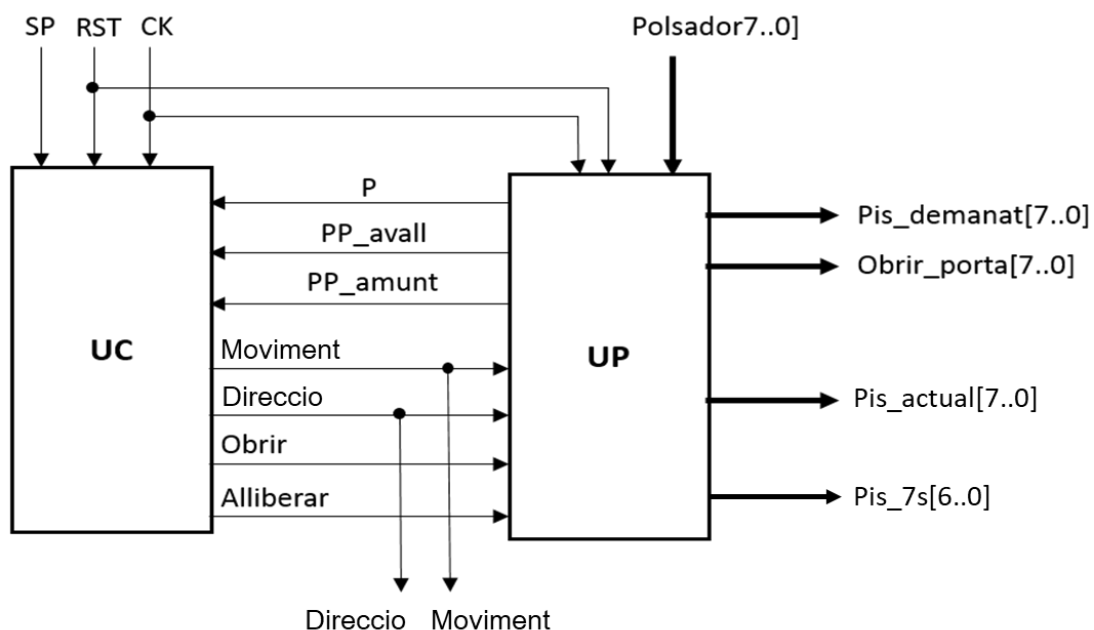 SP RST CK Polsador7..0]
P
PP_avall
PP_amunt
UC
UP
Moviment
Direccio
Obrir
Alliberar
Pis_demanat[7..0]
Obrir_porta[7..0]
Pis_actual[7..0]
Pis_7s[6..0]
Direccio Moviment